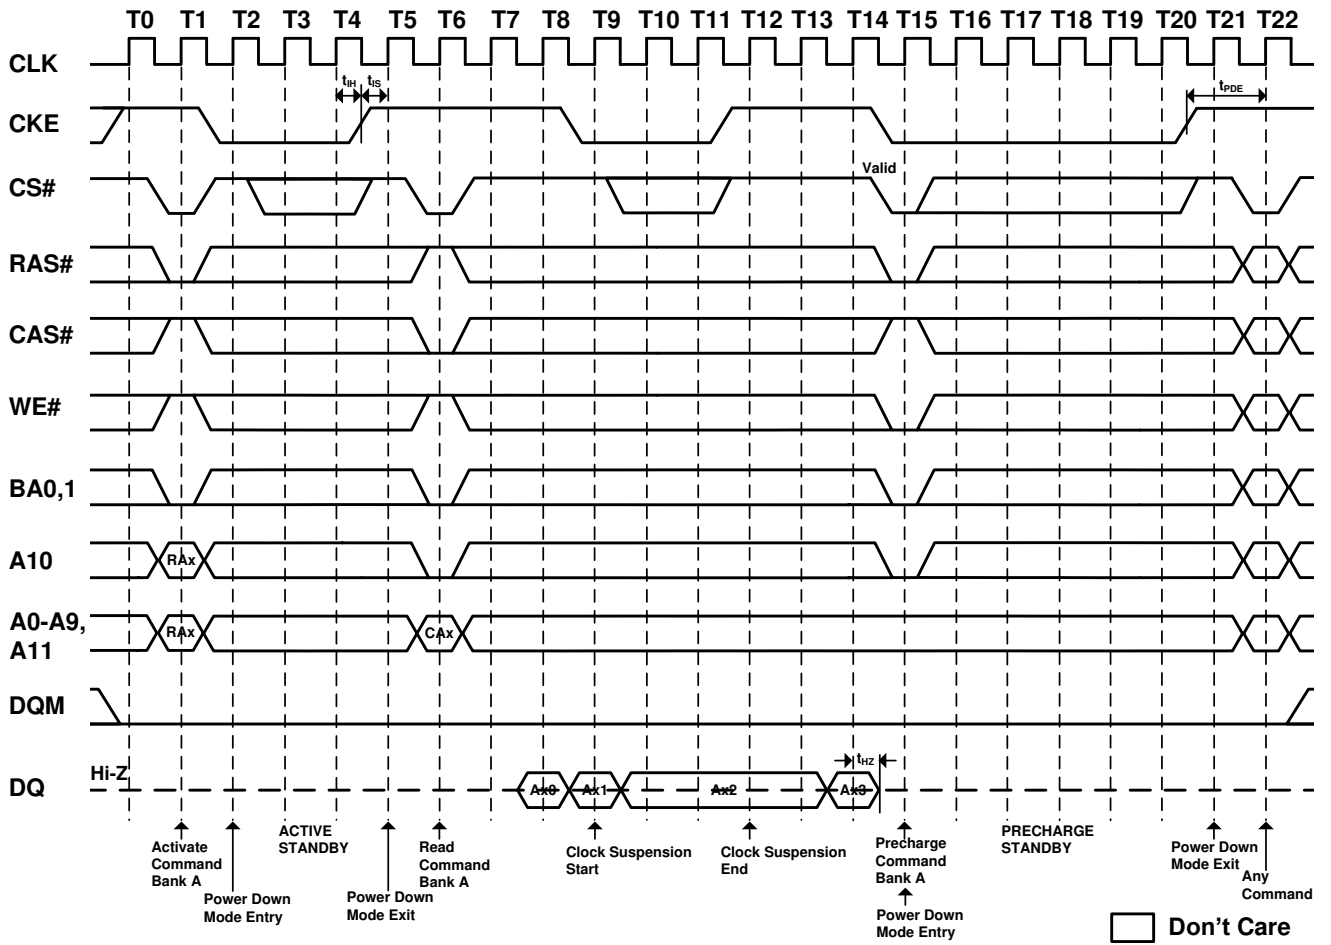 T0 T1 T2 T3 T4 T5 T6 T7 T8 T9 T10 T11 T12 T13 T14 T15 T16 T17 T18 T19 T20 T21 T22
CLK
tIH tIS
tPDE
CKE
Valid
CS#
RAS#
CAS#
WE#
BA0,1
A10
RAx
A0-A9,
A11
RAx
CAx
DQM
Hi-Z
tHZ
DQ
Ax0 Ax1 Ax2 Ax3
Activate
Command
Bank A
Power Down
Mode Entry
ACTIVE
STANDBY
Power Down
Mode Exit
Read
Command
Bank A
Clock Suspension
Start
Clock Suspension
End
Precharge
Command
Bank A
Power Down
Mode Entry
PRECHARGE
STANDBY
Power Down
Mode Exit
Any
Command
Don't Care